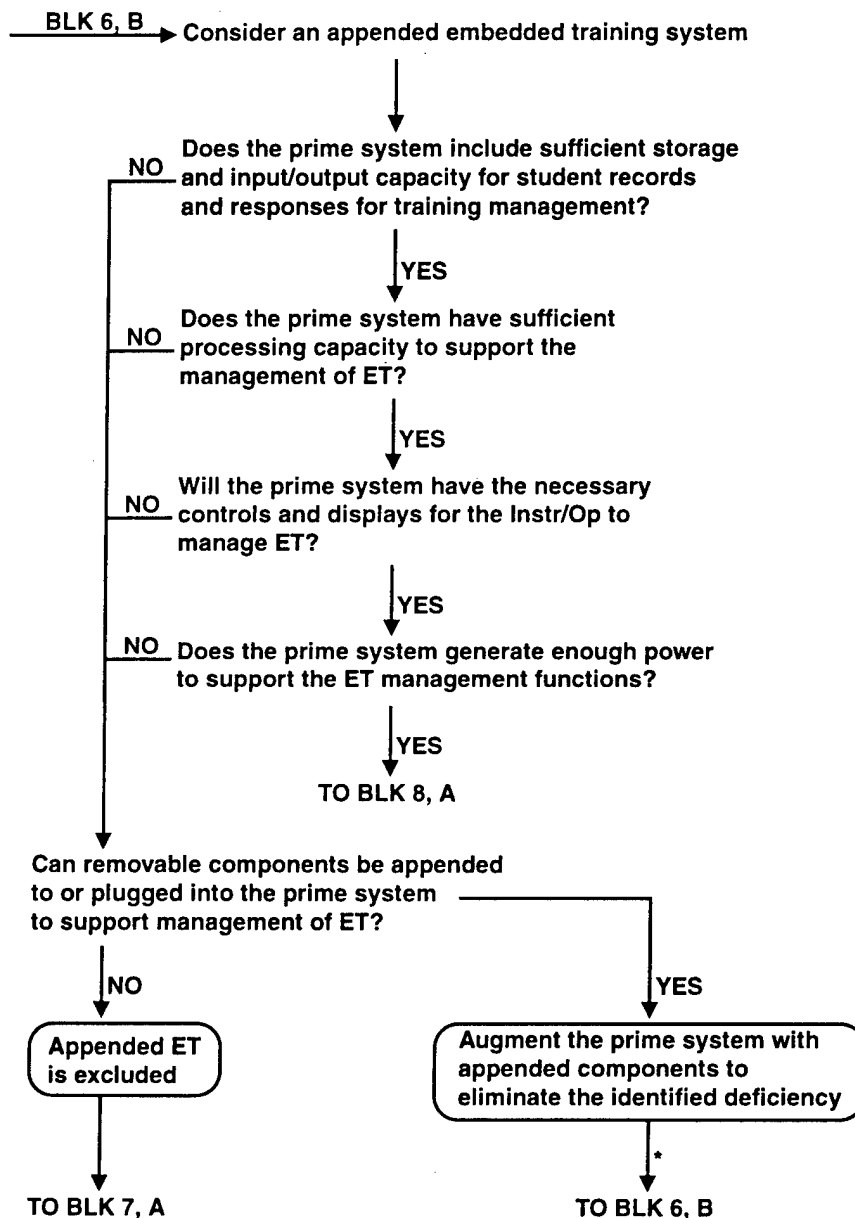 BLK 6, B
Consider an appended embedded training system
Does the prime system include sufficient storage
NO
and input/output capacity for student records
and responses for training management?
YES
Does the prime system have sufficient
NO
processing capacity to support the
management of ET?
YES
Will the prime system have the necessary
NO
controls and displays for the Instr/Op to
manage ET?
YES
NO
Does the prime system generate enough power
to support the ET management functions?
YES
TO BLK 8, A
Can removable components be appended
to or plugged into the prime system
to support management of ET?
NO
YES
Appended ET
is excluded
Augment the prime system with
appended components to
eliminate the identified deficiency
*
TO BLK 7, A
TO BLK 6, B